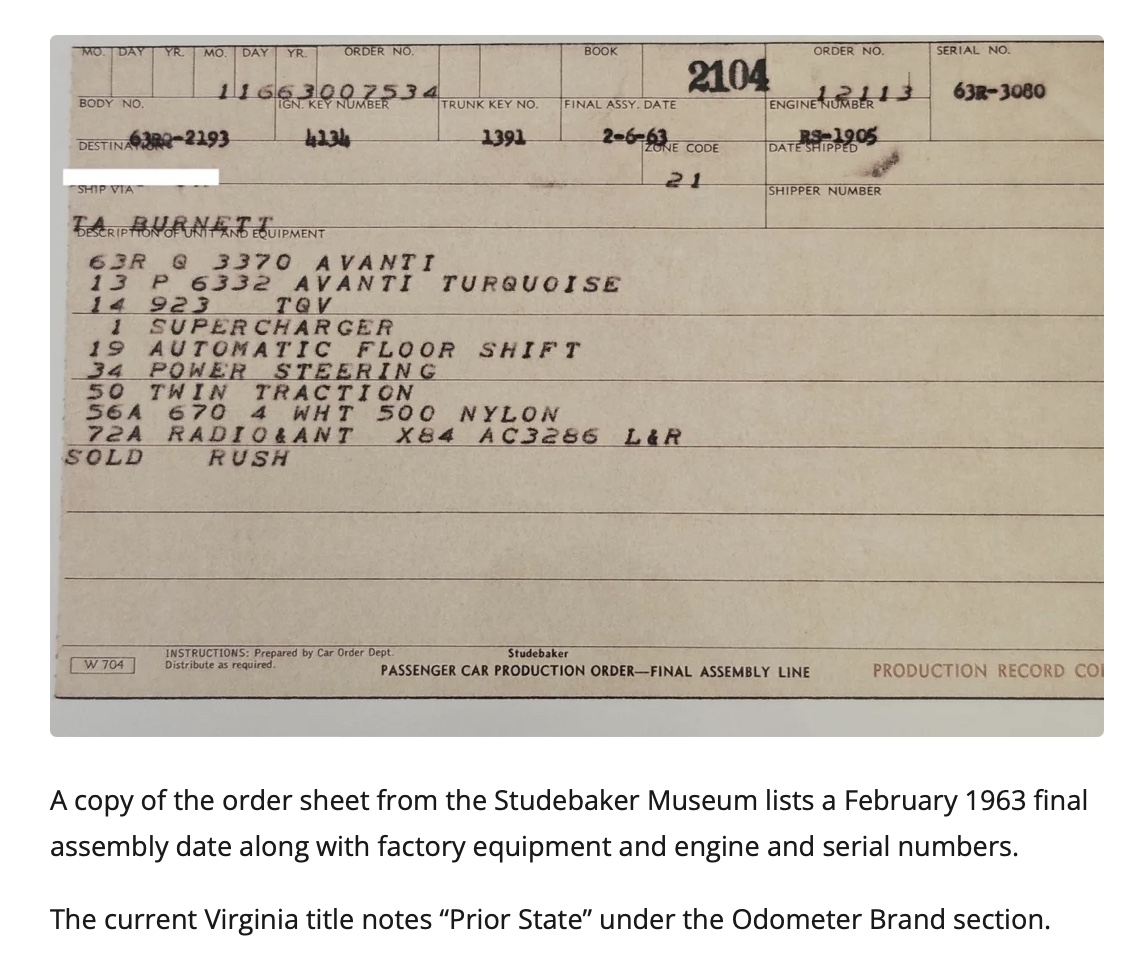 MO. DAY YR. MO. DAY YR. ORDER NO. BOOK 2104 ORDER NO. SERIAL NO.
11663007534 12113 63R-3080
BODY NO. IGN. KEY NUMBER TRUNK KEY NO. FINAL ASSY. DATE ENGINE NUMBER
63RQ-2193 4134 1391 2-6-63 RS-1905
DESTINATION ZONE CODE DATE SHIPPED
21
SHIP VIA SHIPPER NUMBER
TA BURNETT
DESCRIPTION OF UNIT AND EQUIPMENT
63R Q 3370 AVANTI
13 P 6332 AVANTI TURQUOISE
14 923 TQV
1 SUPERCHARGER
19 AUTOMATIC FLOOR SHIFT
34 POWER STEERING
50 TWIN TRACTION
56A 670 4 WHT 500 NYLON
72A RADIO&ANT X84 AC3286 L&R
SOLD RUSH
INSTRUCTIONS: Prepared by Car Order Dept.
Distribute as required.
W 704
Studebaker
PASSENGER CAR PRODUCTION ORDER—FINAL ASSEMBLY LINE
PRODUCTION RECORD
A copy of the order sheet from the Studebaker Museum lists a February 1963 final
assembly date along with factory equipment and engine and serial numbers.
The current Virginia title notes “Prior State” under the Odometer Brand section.